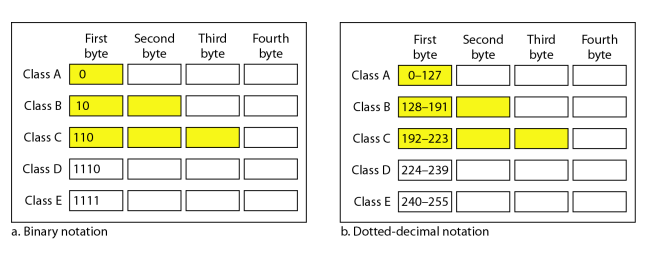 First byte Second byte Third byte Fourth byte
Class A 0
Class B 10
Class C 110
Class D 1110
Class E 1111
a. Binary notation
First byte Second byte Third byte Fourth byte
Class A 0–127
Class B 128–191
Class C 192–223
Class D 224–239
Class E 240–255
b. Dotted-decimal notation